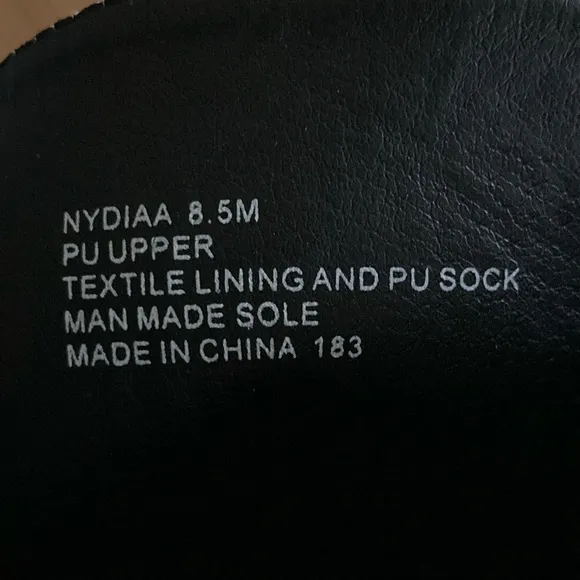 NYDIAA 8.5M
PU UPPER
TEXTILE LINING AND PU SOCK
MAN MADE SOLE
MADE IN CHINA 183